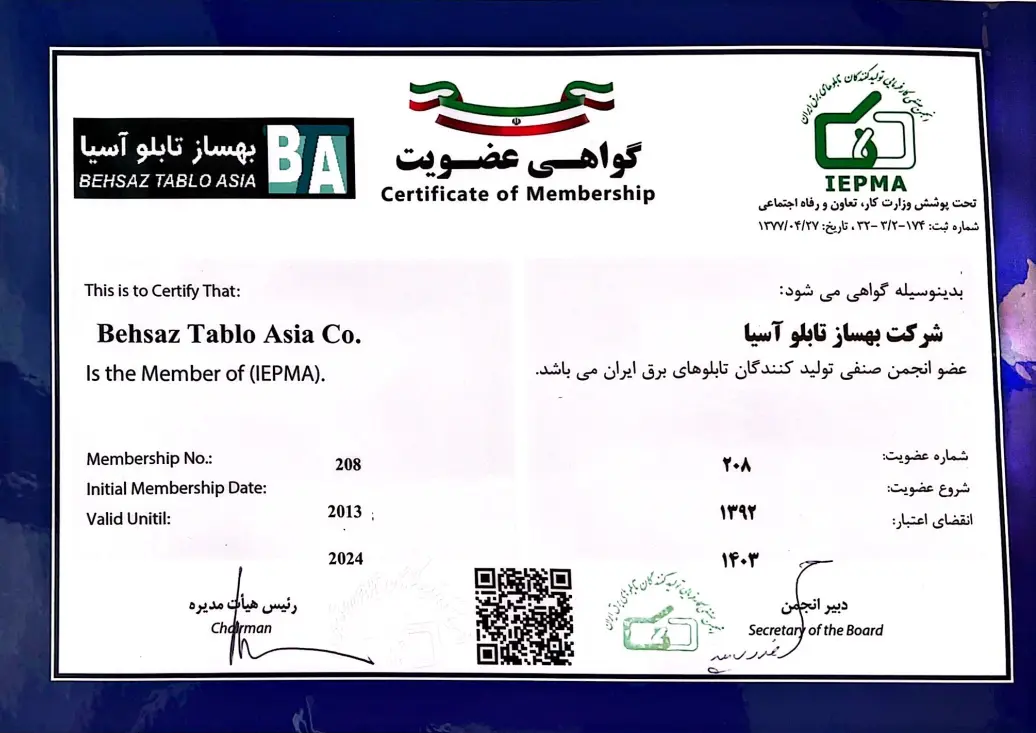 بهساز تابلو آسیا
BEHSAZ TABLO ASIA
BA
گواهی عضویت
Certificate of Membership
انجمن صنفی کارفرمایی تولیدکنندگان تابلوهای برق ایران
IEPMA
تحت پوشش وزارت کار، تعاون و رفاه اجتماعی
شماره ثبت: ۱۷۴-۳/۲-۳۲ ، تاریخ: ۱۳۷۷/۰۴/۲۷
This is to Certify That:
Behsaz Tablo Asia Co.
Is the Member of (IEPMA).
بدینوسیله گواهی می شود:
شرکت بهساز تابلو آسیا
عضو انجمن صنفی تولید کنندگان تابلوهای برق ایران می باشد.
Membership No.: 208
Initial Membership Date: 2013
Valid Unitil: 2024
شماره عضویت: ۲۰۸
شروع عضویت: ۱۳۹۲
انقضای اعتبار: ۱۴۰۳
رئیس هیأت مدیره
Chairman
دبیر انجمن
Secretary of the Board